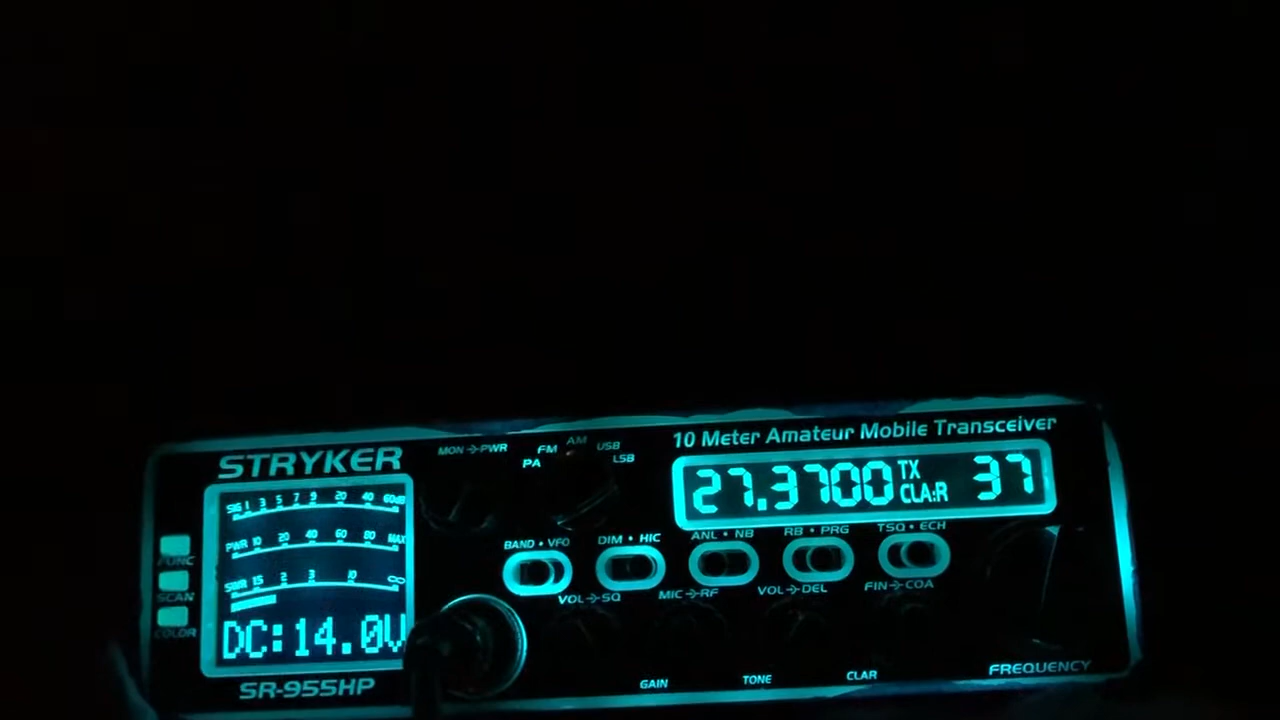 10 Meter Amateur Mobile Transceiver
STRYKER
MON → PWR
PA FM AM USB LSB
27.3700 TX CLA:R 37
SIG 1 3 5 7 9 20 40 60dB
PWR 10 20 40 60 80 MAX
SWR 1.5 2 3 10 ∞
DC:14.0V
FUNC
SCAN
COLOR
BAND • VFO
DIM • HIC
ANL • NB
RB • PRG
TSQ • ECH
VOL → SQ
MIC → RF
VOL → DEL
FIN → COA
SR-955HP
GAIN
TONE
CLAR
FREQUENCY